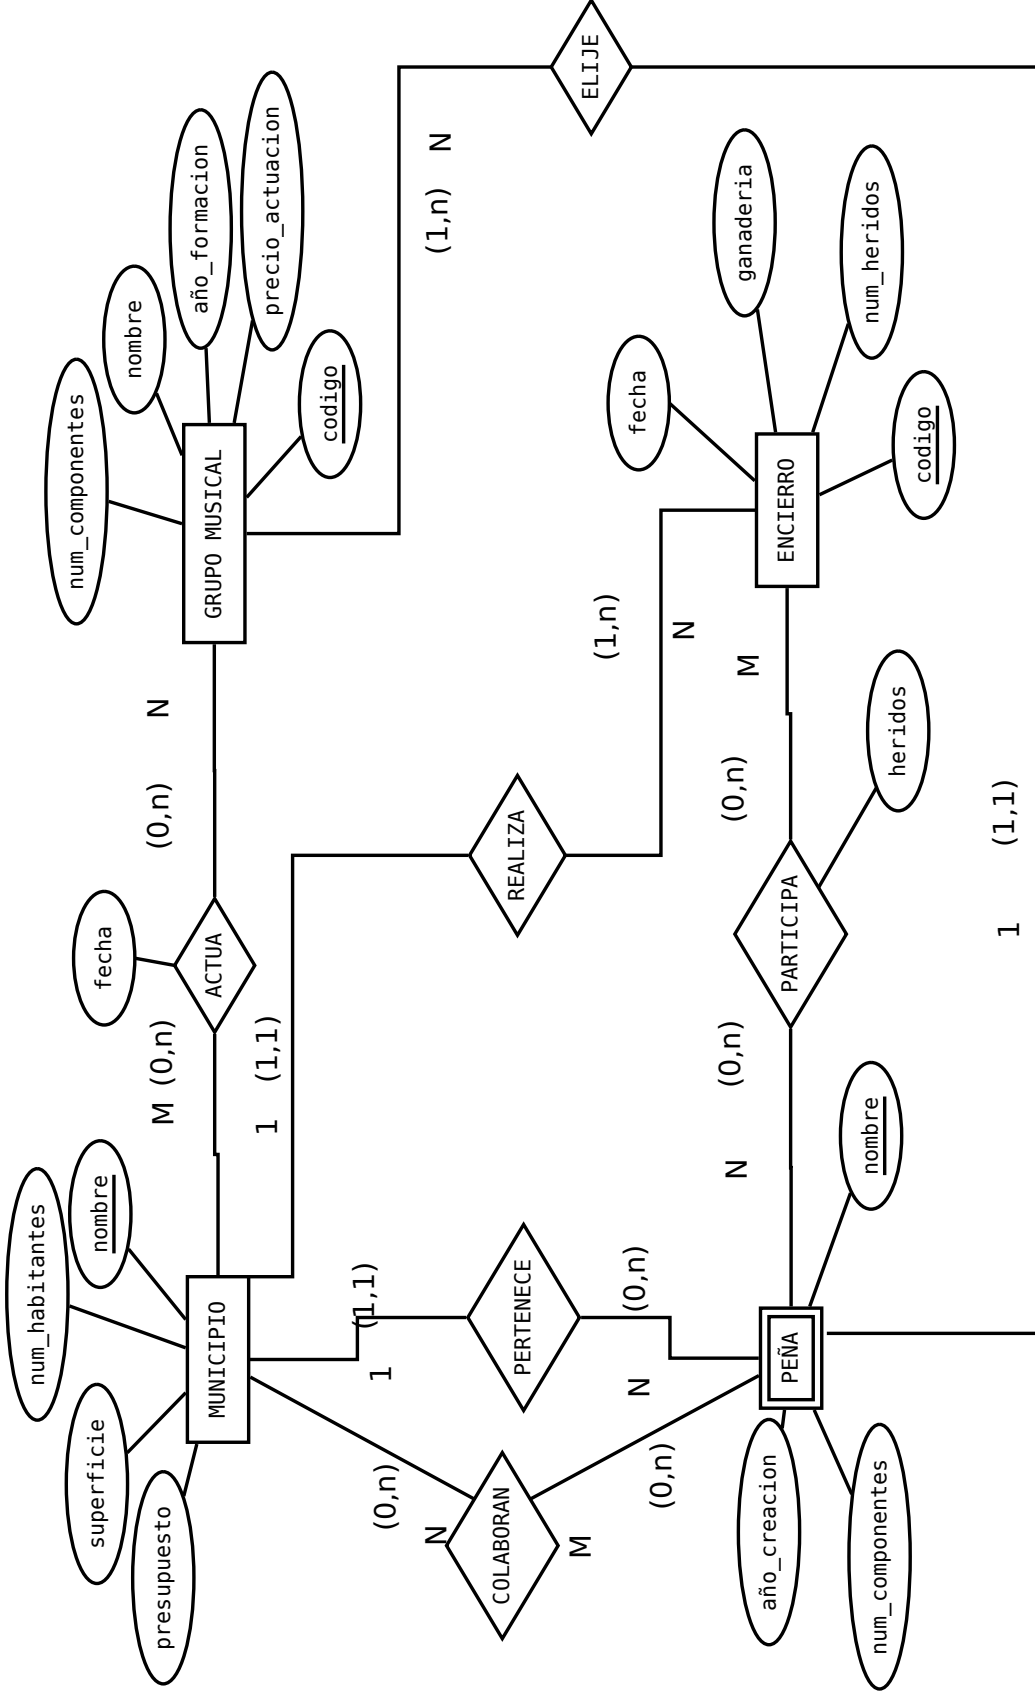 num_habitantes
num_componentes
superficie
nombre
fecha
nombre
presupuesto
M (0,n)
(0,n) N
año_formacion
MUNICIPIO
ACTUA
GRUPO MUSICAL
precio_actuacion
1 (1,1)
codigo
(1,1)
1
(0,n)
N
(1,n) N
COLABORAN
PERTENECE
REALIZA
ELIJE
M
(1,n)
(0,n)
N
(0,n)
fecha
N
N
(0,n)
(0,n)
M
ganaderia
año_creacion
PEÑA
PARTICIPA
ENCIERRO
num_componentes
nombre
heridos
num_heridos
codigo
1 (1,1)